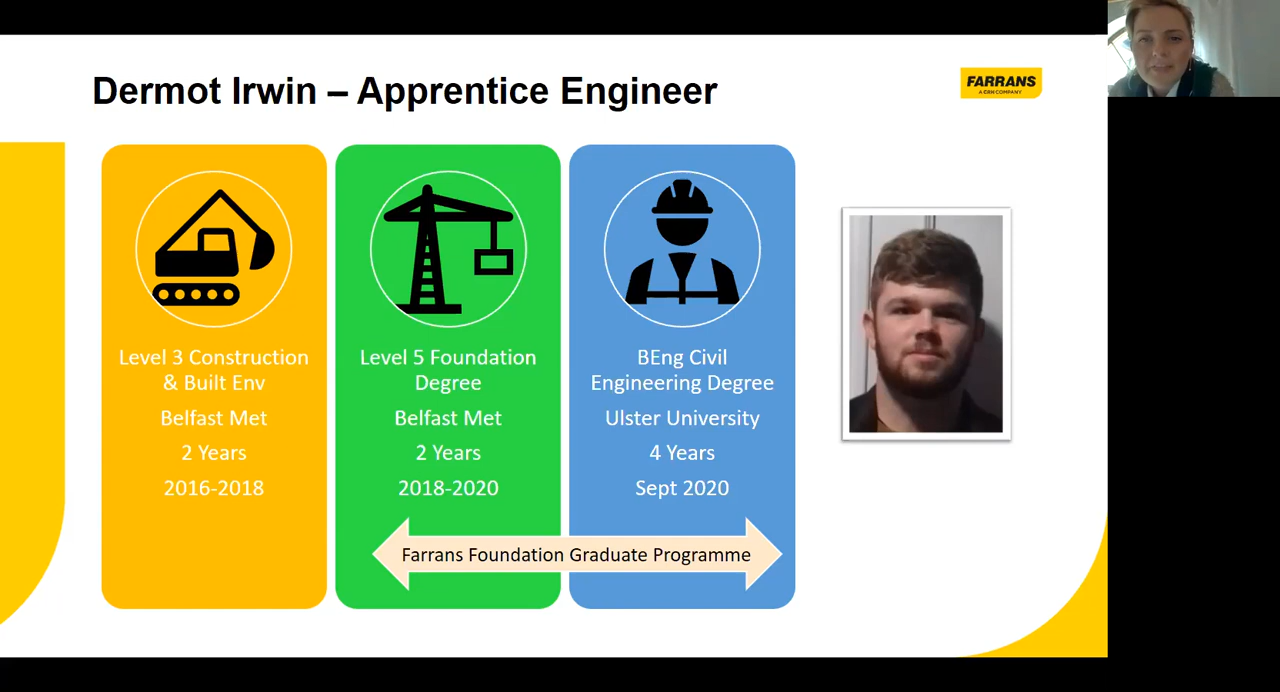 Dermot Irwin – Apprentice Engineer
FARRANS
A CRH COMPANY
Level 3 Construction
& Built Env
Belfast Met
2 Years
2016-2018
Level 5 Foundation
Degree
Belfast Met
2 Years
2018-2020
BEng Civil
Engineering Degree
Ulster University
4 Years
Sept 2020
Farrans Foundation Graduate Programme